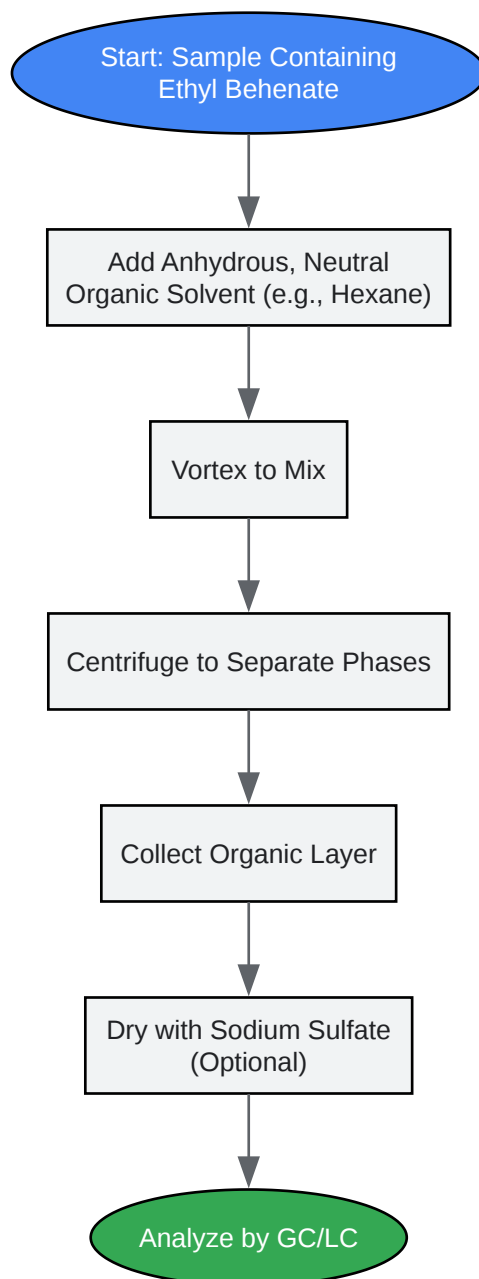 Start: Sample Containing
Ethyl Behenate
Add Anhydrous, Neutral
Organic Solvent (e.g., Hexane)
Vortex to Mix
Centrifuge to Separate Phases
Collect Organic Layer
Dry with Sodium Sulfate
(Optional)
Analyze by GC/LC